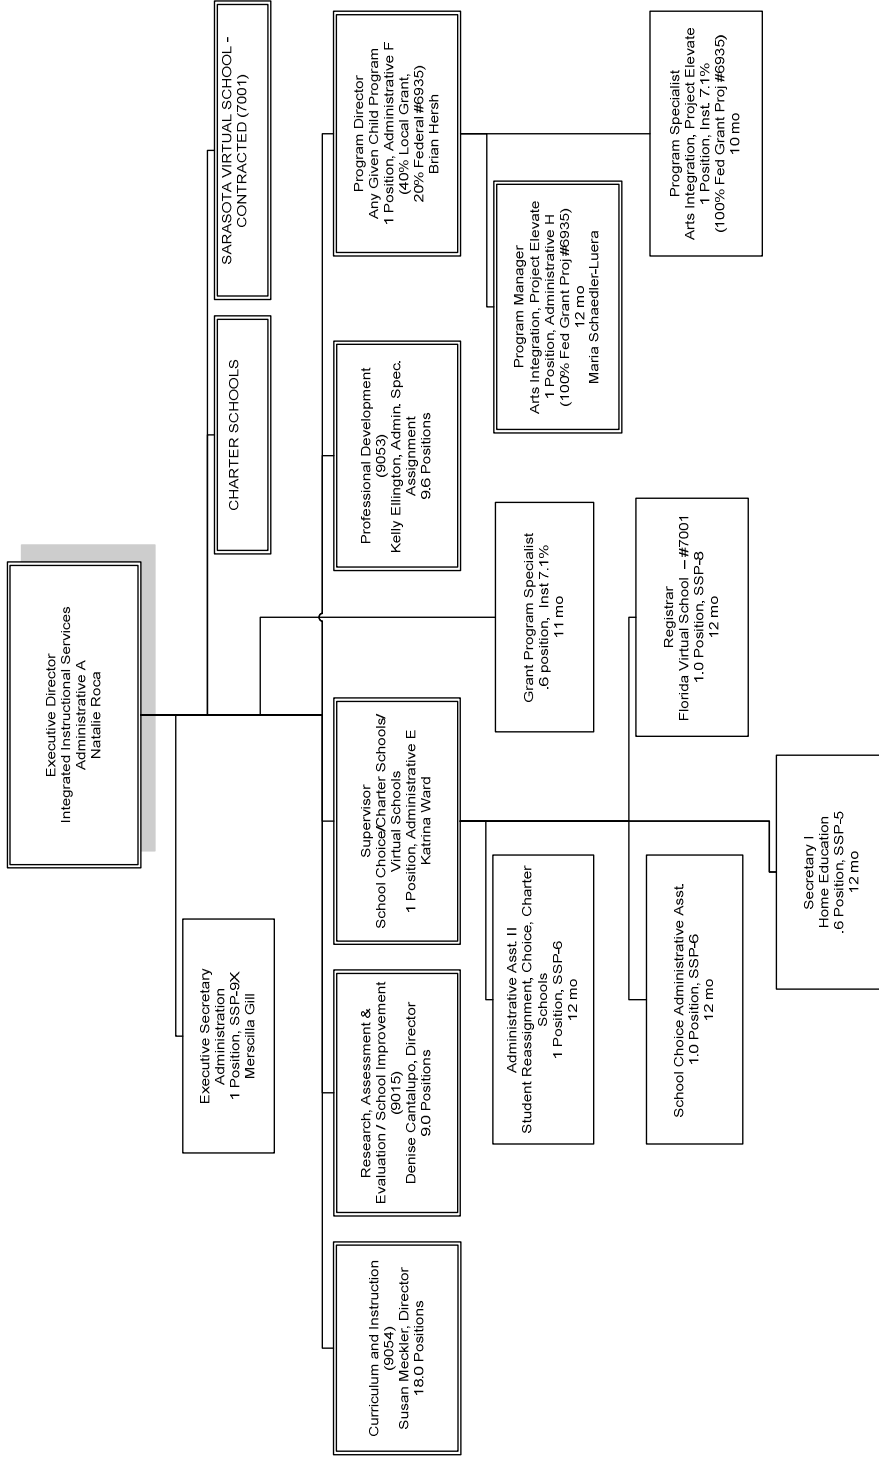 Executive Director
Integrated Instructional Services
Administrative A
Natalie Roca
Executive Secretary
Administration
1 Position, SSP-9X
Merscilla Gill
CHARTER SCHOOLS
SARASOTA VIRTUAL SCHOOL -
CONTRACTED (7001)
Curriculum and Instruction
(9054)
Susan Meckler, Director
18.0 Positions
Research, Assessment &
Evaluation / School Improvement
(9015)
Denise Cantalupo, Director
9.0 Positions
Supervisor
School Choice/Charter Schools/
Virtual Schools
1 Position, Administrative E
Katrina Ward
Professional Development
(9053)
Kelly Ellington, Admin. Spec.
Assignment
9.6 Positions
Program Director
Any Given Child Program
1 Position, Administrative F
(40% Local Grant,
20% Federal #6935)
Brian Hersh
Administrative Asst. II
Student Reassignment, Choice, Charter
Schools
1 Position, SSP-6
12 mo
Grant Program Specialist
.6 position, Inst 7.1%
11 mo
Program Manager
Arts Integration, Project Elevate
1 Position, Administrative H
(100% Fed Grant Proj #6935)
12 mo
Maria Schaedler-Luera
School Choice Administrative Asst.
1.0 Position, SSP-6
12 mo
Registrar
Florida Virtual School – #7001
1.0 Position, SSP-8
12 mo
Program Specialist
Arts Integration, Project Elevate
1 Position, Inst. 7.1%
(100% Fed Grant Proj #6935)
10 mo
Secretary I
Home Education
.6 Position, SSP-5
12 mo